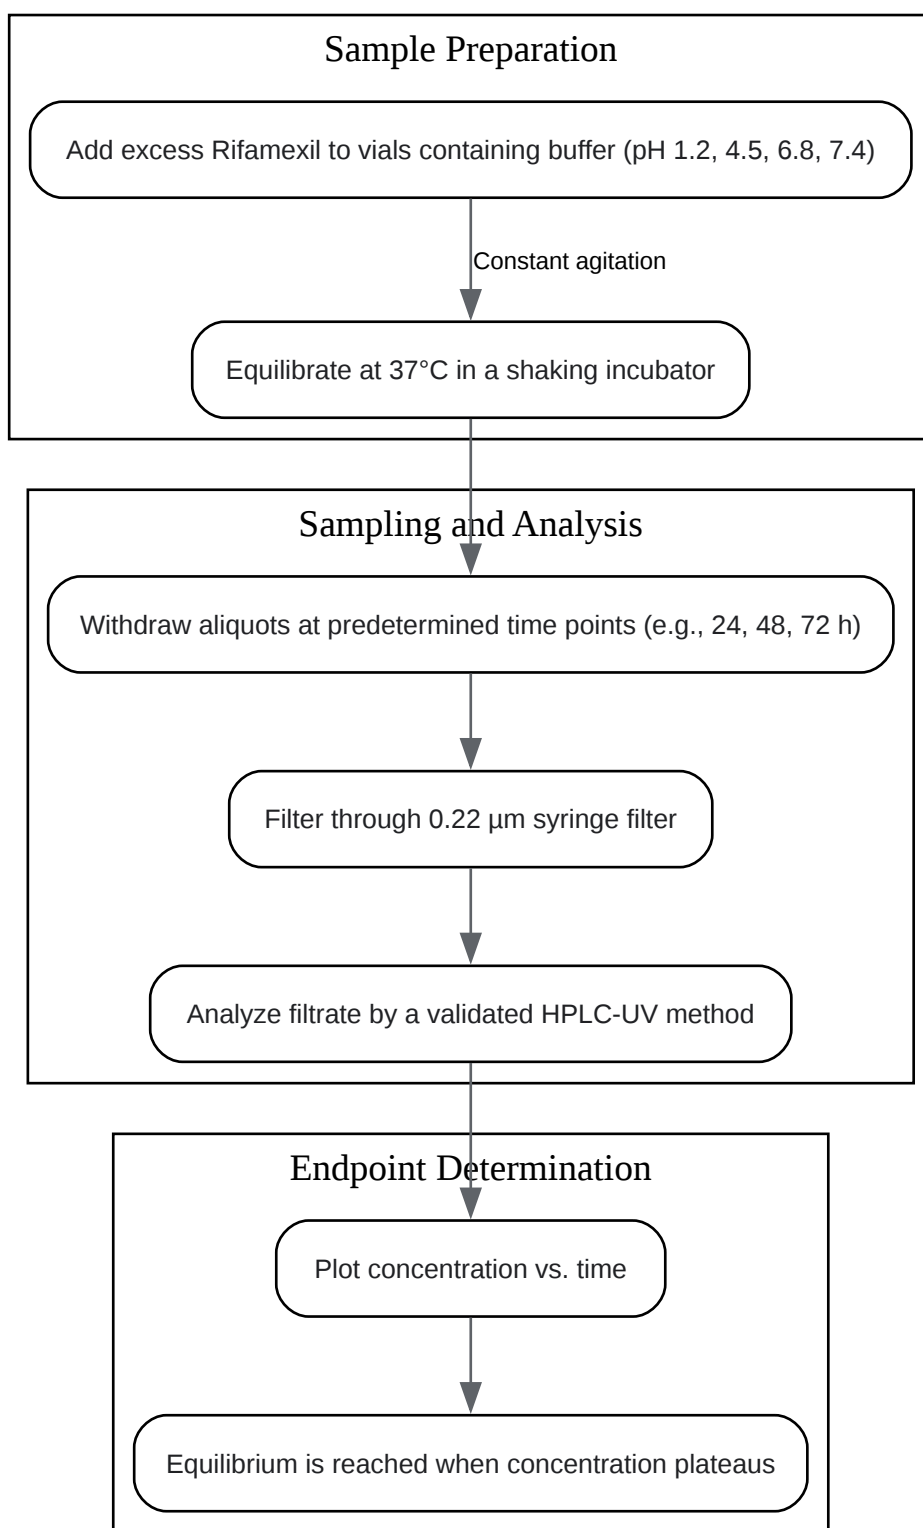 Sample Preparation
Add excess Rifamexil to vials containing buffer (pH 1.2, 4.5, 6.8, 7.4)
Constant agitation
Equilibrate at 37°C in a shaking incubator
Sampling and Analysis
Withdraw aliquots at predetermined time points (e.g., 24, 48, 72 h)
Filter through 0.22 µm syringe filter
Analyze filtrate by a validated HPLC-UV method
Endpoint Determination
Plot concentration vs. time
Equilibrium is reached when concentration plateaus